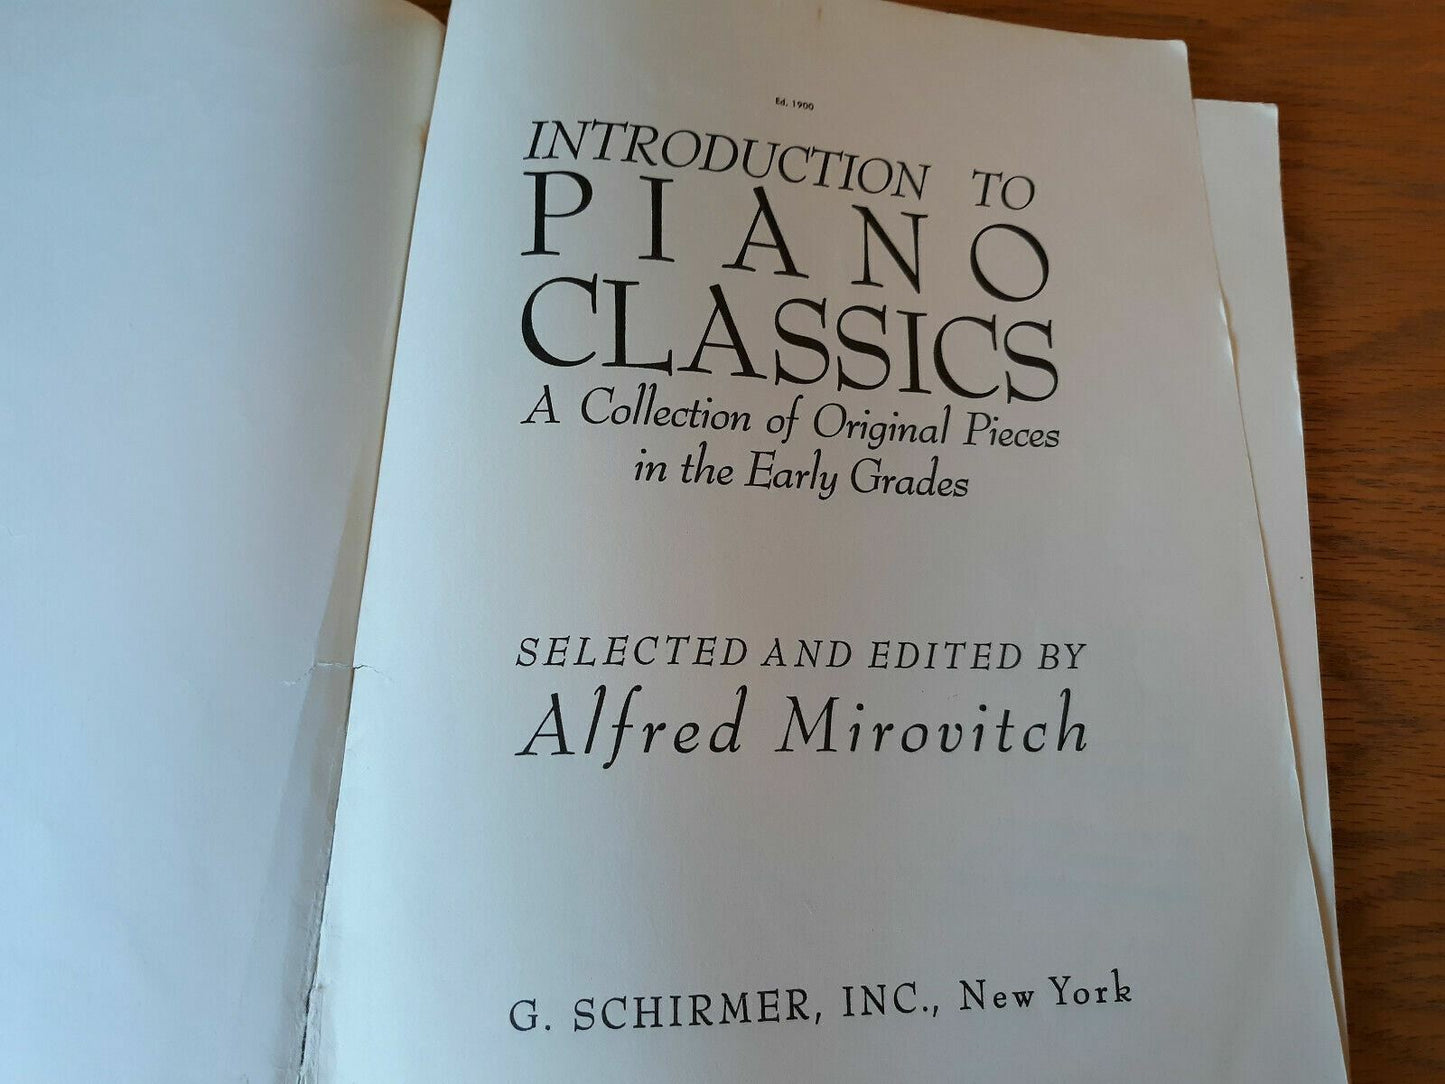 Ed. 1900
INTRODUCTION TO
PIANO
CLASSICS
A Collection of Original Pieces
in the Early Grades
SELECTED AND EDITED BY
Alfred Mirovitch
G. SCHIRMER, INC., New York